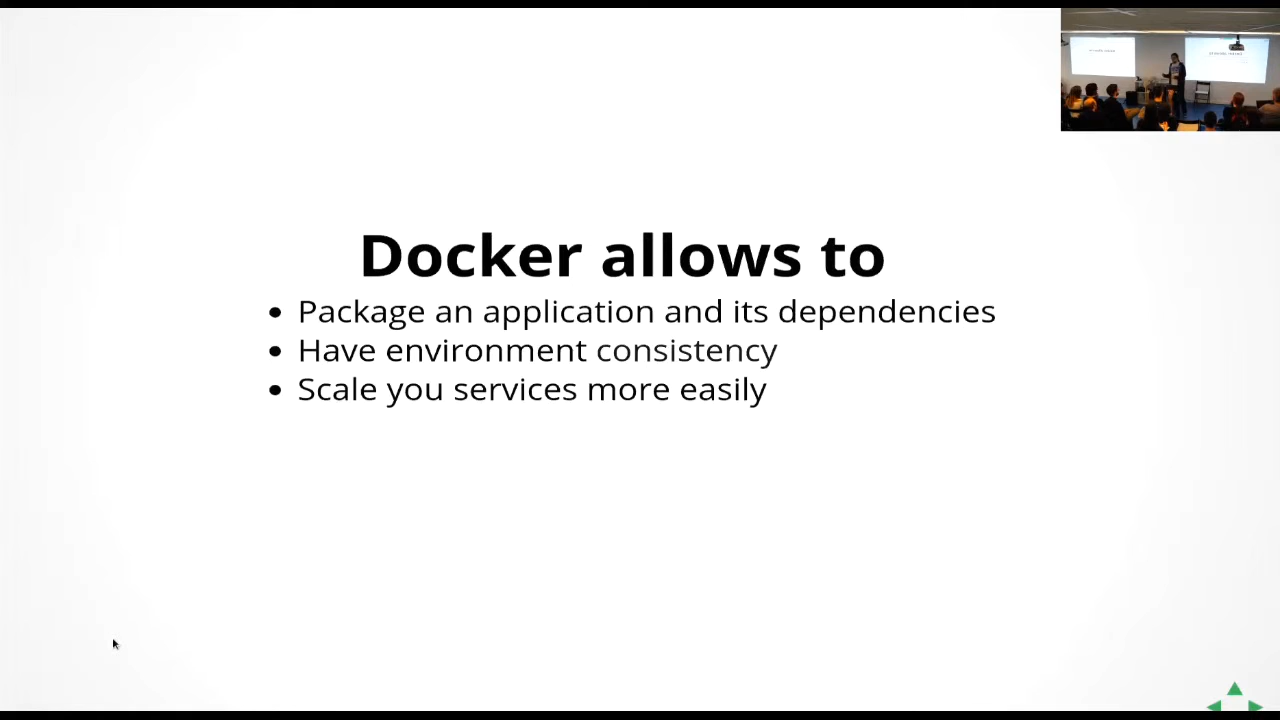 Docker allows to
Package an application and its dependencies
Have environment consistency
Scale you services more easily